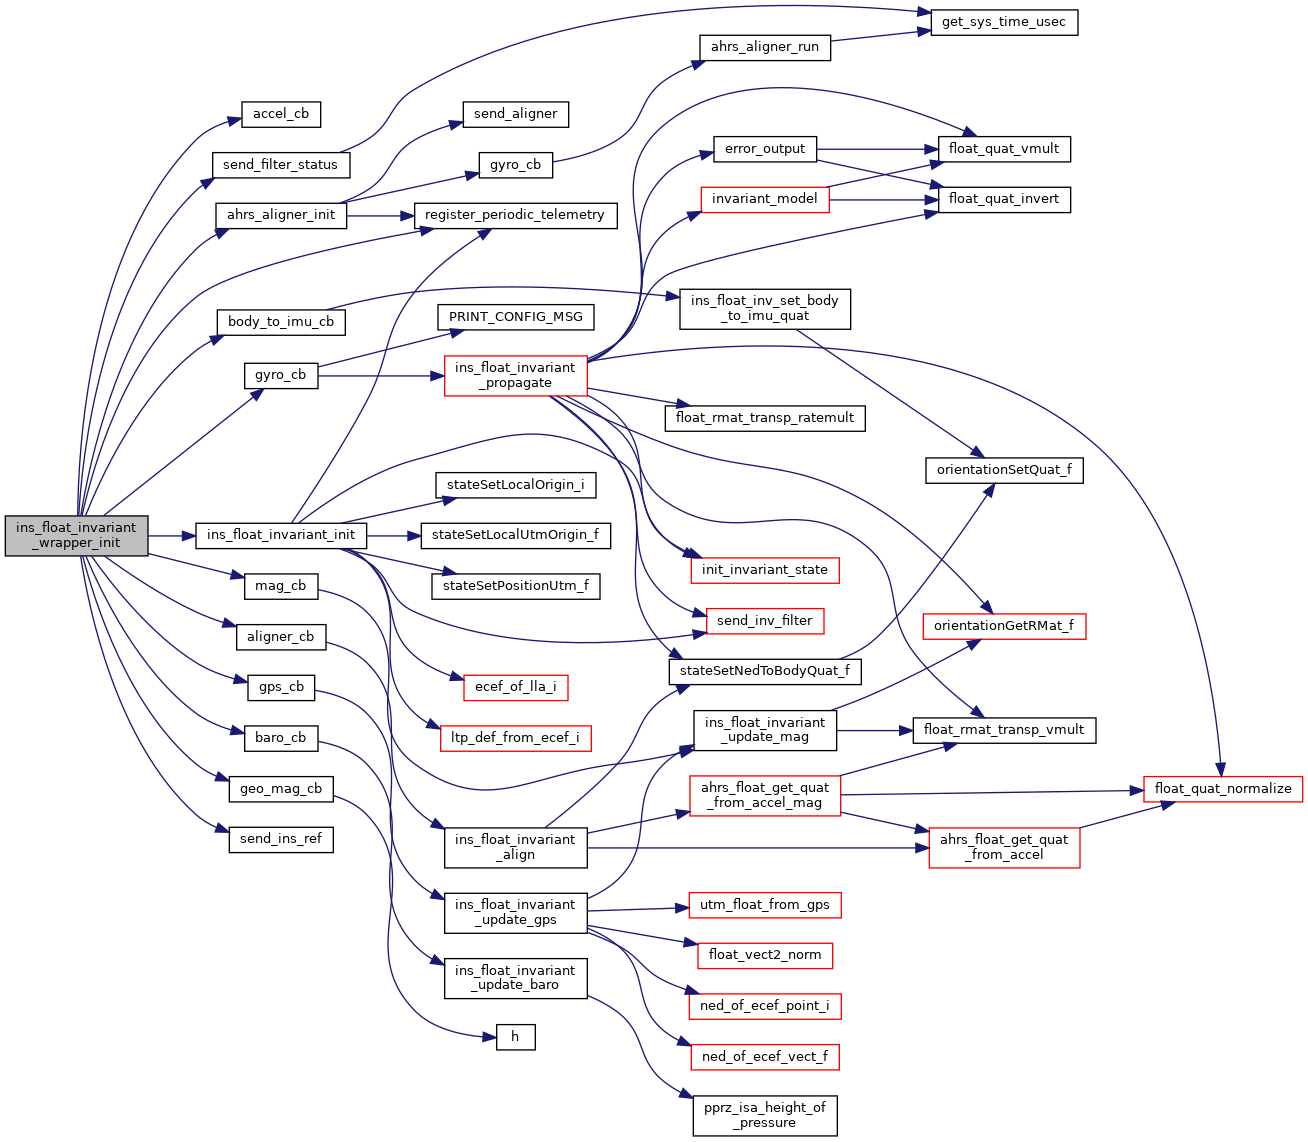 get_sys_time_usec
ahrs_aligner_run
accel_cb
send_aligner
error_output
float_quat_vmult
send_filter_status
gyro_cb
invariant_model
float_quat_invert
ahrs_aligner_init
register_periodic_telemetry
ins_float_inv_set_body
_to_imu_quat
body_to_imu_cb
PRINT_CONFIG_MSG
gyro_cb
ins_float_invariant
_propagate
float_rmat_transp_ratemult
orientationSetQuat_f
stateSetLocalOrigin_i
ins_float_invariant
_wrapper_init
ins_float_invariant_init
stateSetLocalUtmOrigin_f
init_invariant_state
mag_cb
stateSetPositionUtm_f
send_inv_filter
orientationGetRMat_f
aligner_cb
stateSetNedToBodyQuat_f
gps_cb
ecef_of_lla_i
ins_float_invariant
_update_mag
float_rmat_transp_vmult
baro_cb
ltp_def_from_ecef_i
geo_mag_cb
ahrs_float_get_quat
_from_accel_mag
float_quat_normalize
send_ins_ref
ins_float_invariant
_align
ahrs_float_get_quat
_from_accel
ins_float_invariant
_update_gps
utm_float_from_gps
float_vect2_norm
ins_float_invariant
_update_baro
ned_of_ecef_point_i
h
ned_of_ecef_vect_f
pprz_isa_height_of
_pressure